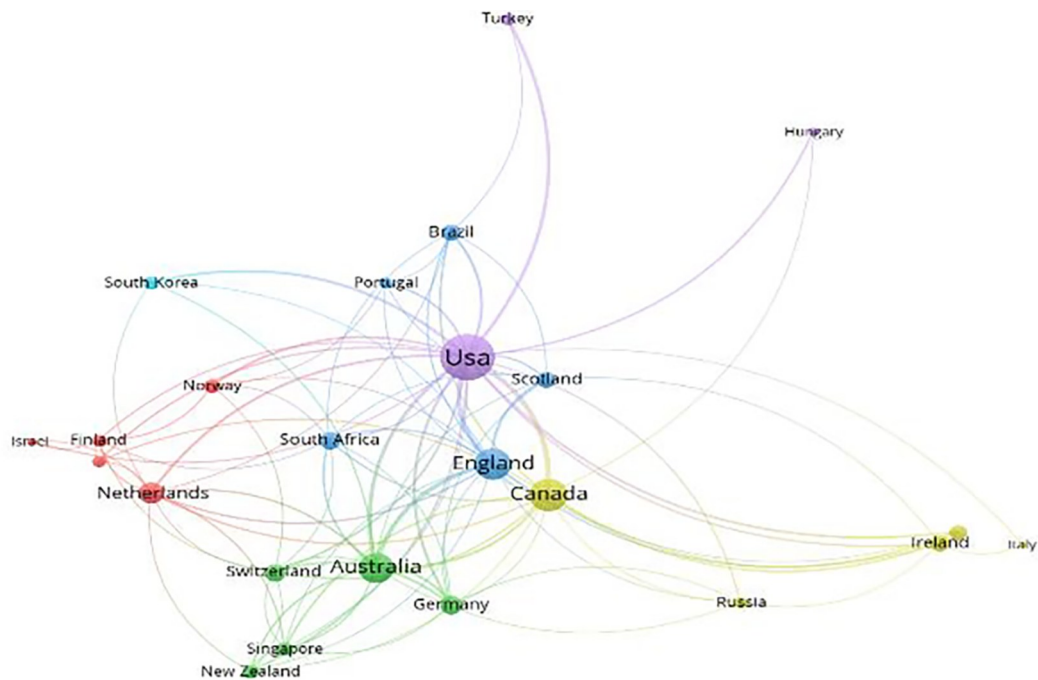 Turkey
Hungary
Brazil
South Korea
Portugal
Usa
Scotland
Norway
Israel
Finland
South Africa
England
Netherlands
Canada
Ireland
Italy
Switzerland
Australia
Germany
Russia
Singapore
New Zealand